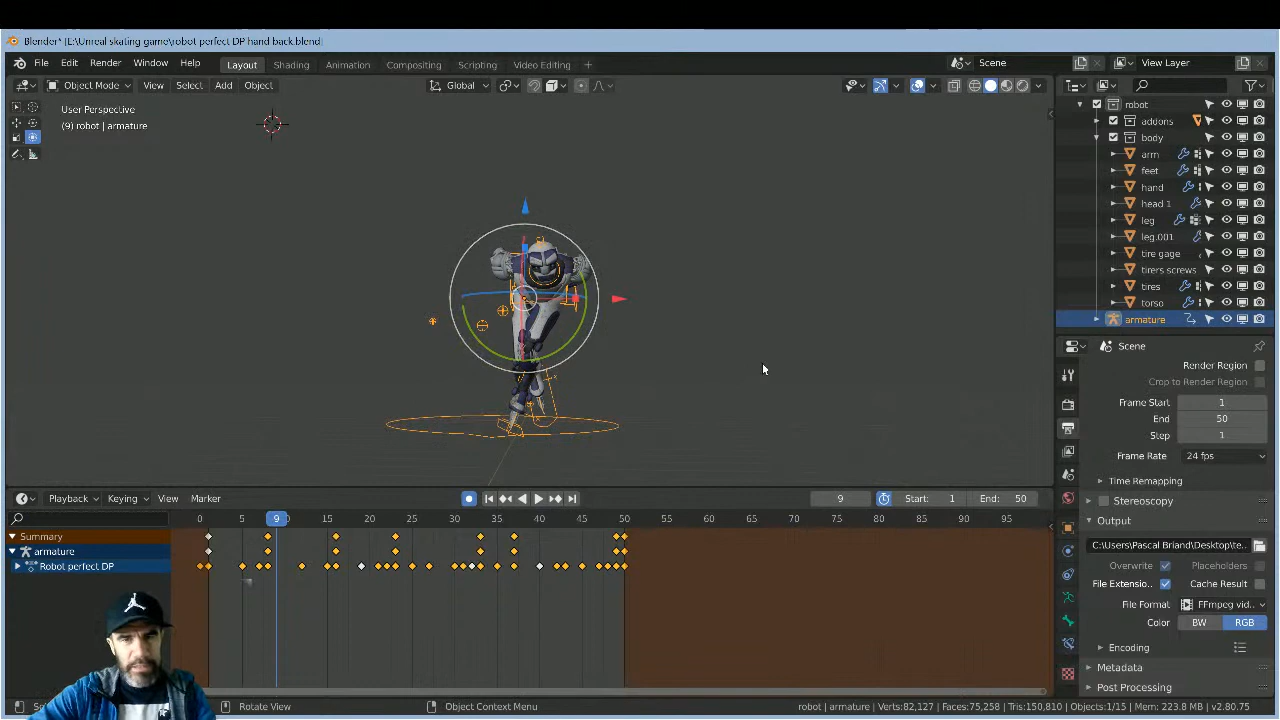 Blender* [E:\Unreal skating game\robot perfect DP hand back.blend]
File Edit Render Window Help Layout Shading Animation Compositing Scripting Video Editing + Scene View Layer
Object Mode View Select Add Object Global
User Perspective
(9) robot | armature
robot
addons
body
arm
feet
hand
head 1
leg
leg.001
tire gage
tirers screws
tires
torso
armature
Scene
Render Region
Crop to Render Region
Frame Start 1
End 50
Step 1
Frame Rate 24 fps
Time Remapping
Stereoscopy
Output
C:\Users\Pascal Briand\Desktop\te...
Overwrite Placeholders
File Extensio.. Cache Result
File Format FFmpeg vid..
Color BW RGB
Encoding
Metadata
Post Processing
Playback Keying View Marker 9 Start: 1 End: 50
0 5 9 15 20 25 30 35 40 45 50 55 60 65 70 75 80 85 90 95
Summary
armature
Robot perfect DP
Rotate View Object Context Menu robot | armature | Verts:82,127 | Faces:75,258 | Tris:150,810 | Objects:1/15 | Mem: 223.8 MB | v2.80.75